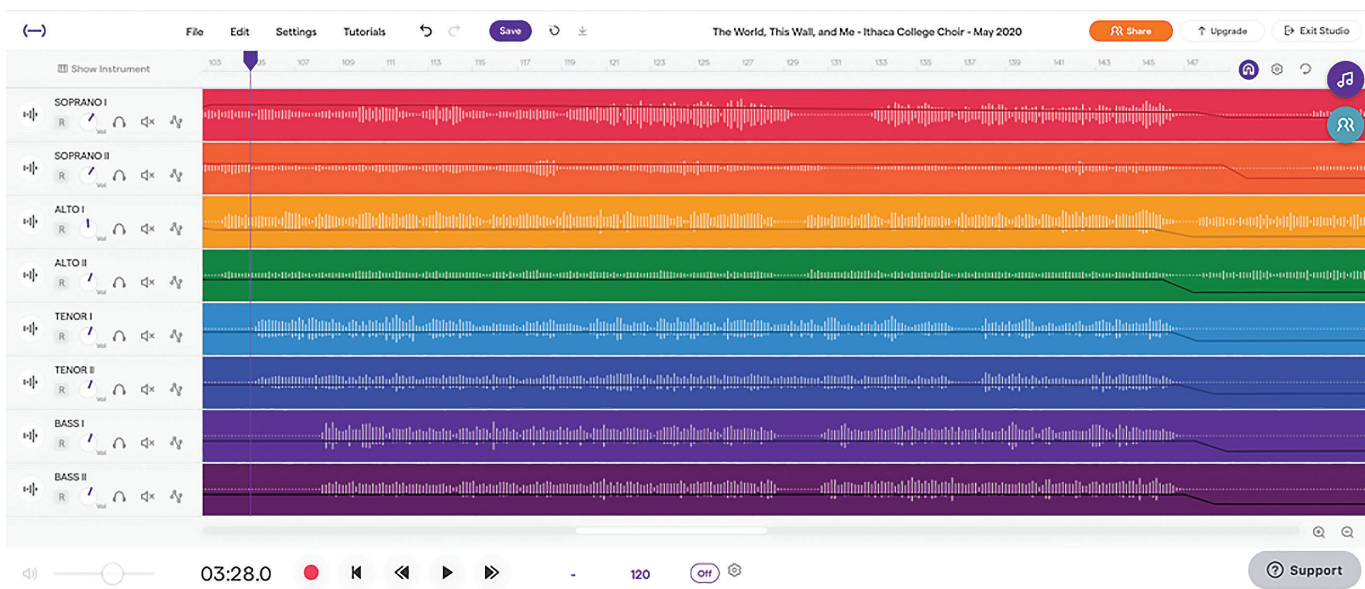 File Edit Settings Tutorials Save The World, This Wall, and Me - Ithaca College Choir - May 2020 Share Upgrade Exit Studio
Show Instrument 103 105 107 109 111 113 115 117 119 121 123 125 127 129 131 133 135 137 139 141 143 145 147
SOPRANO I
R Vol
SOPRANO II
R Vol
ALTO I
R Vol
ALTO II
R Vol
TENOR I
R Vol
TENOR II
R Vol
BASS I
R Vol
BASS II
R Vol
03:28.0 - 120 Off Support